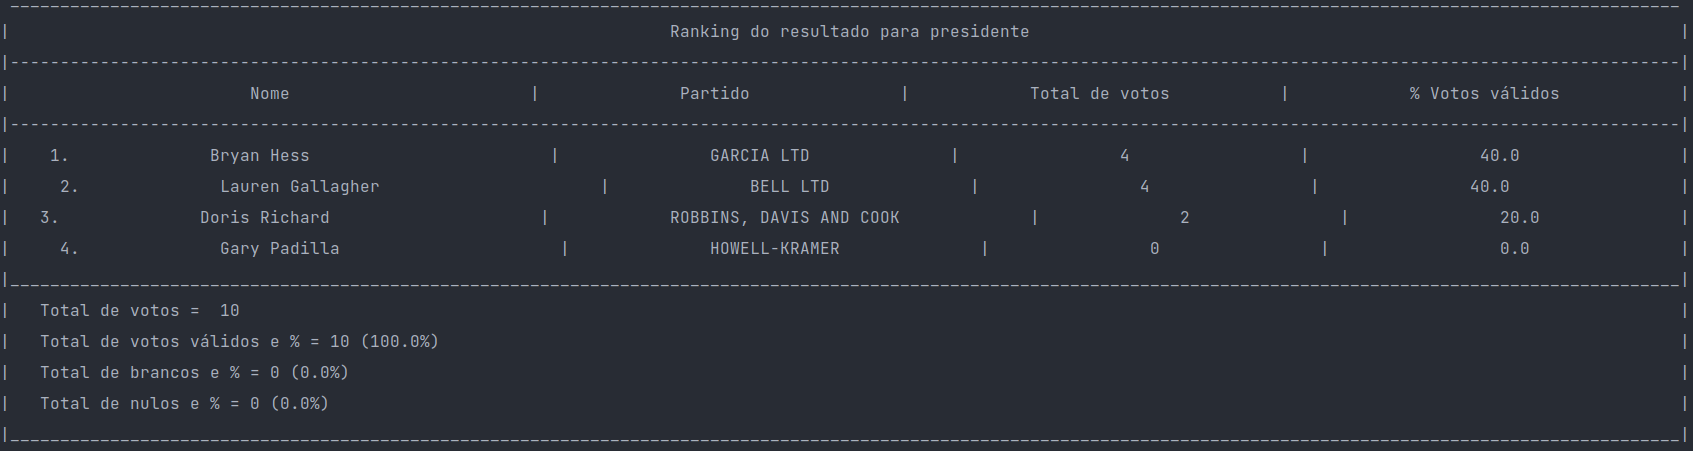 Ranking do resultado para presidente
Nome | Partido | Total de votos | % Votos válidos
1. Bryan Hess | GARCIA LTD | 4 | 40.0
2. Lauren Gallagher | BELL LTD | 4 | 40.0
3. Doris Richard | ROBBINS, DAVIS AND COOK | 2 | 20.0
4. Gary Padilla | HOWELL-KRAMER | 0 | 0.0
Total de votos = 10
Total de votos válidos e % = 10 (100.0%)
Total de brancos e % = 0 (0.0%)
Total de nulos e % = 0 (0.0%)